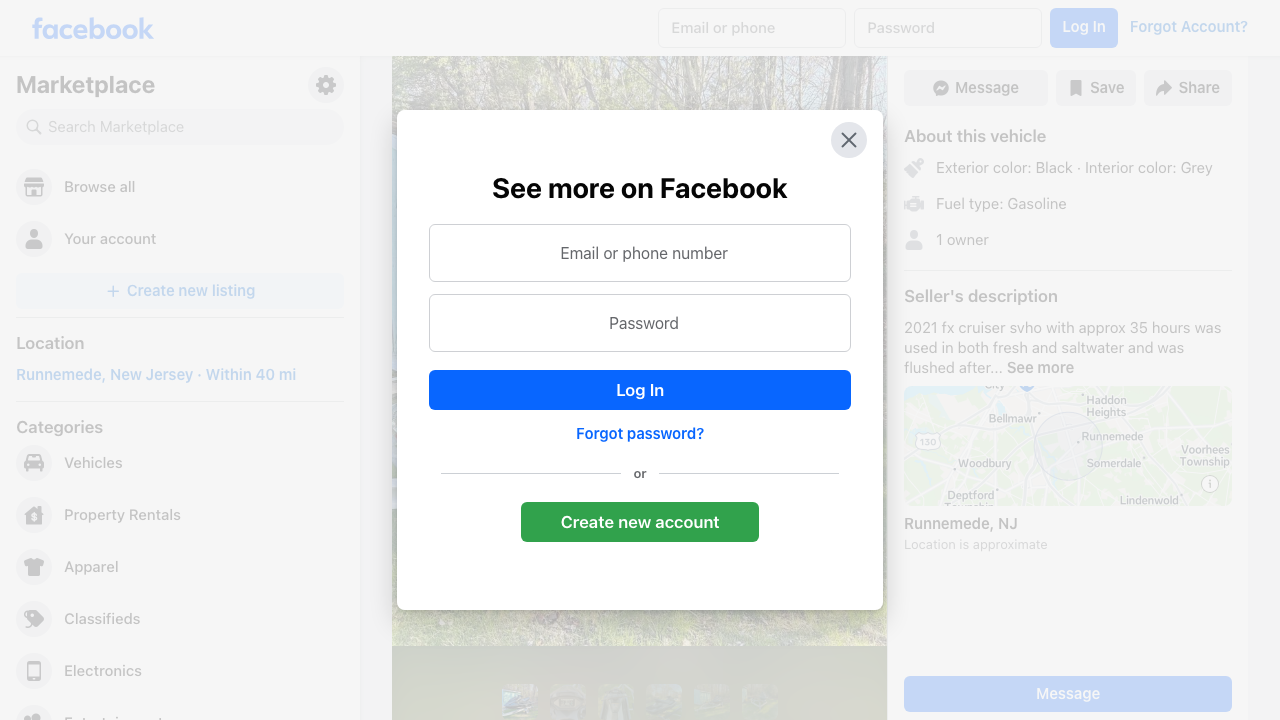 facebook
Email or phone
Password
Log In
Forgot Account?
Marketplace
Search Marketplace
Browse all
Your account
Create new listing
Location
Runnemede, New Jersey · Within 40 mi
Categories
Vehicles
Property Rentals
Apparel
Classifieds
Electronics
See more on Facebook
Email or phone number
Password
Log In
Forgot password?
or
Create new account
Message
Save
Share
About this vehicle
Exterior color: Black · Interior color: Grey
Fuel type: Gasoline
1 owner
Seller's description
2021 fx cruiser svho with approx 35 hours was
used in both fresh and saltwater and was
flushed after... See more
Haddon
Heights
Bellmawr
Runnemede
130
Voorhees
Township
Woodbury
Somerdale
Deptford
Lindenwold
Runnemede, NJ
Location is approximate
Message